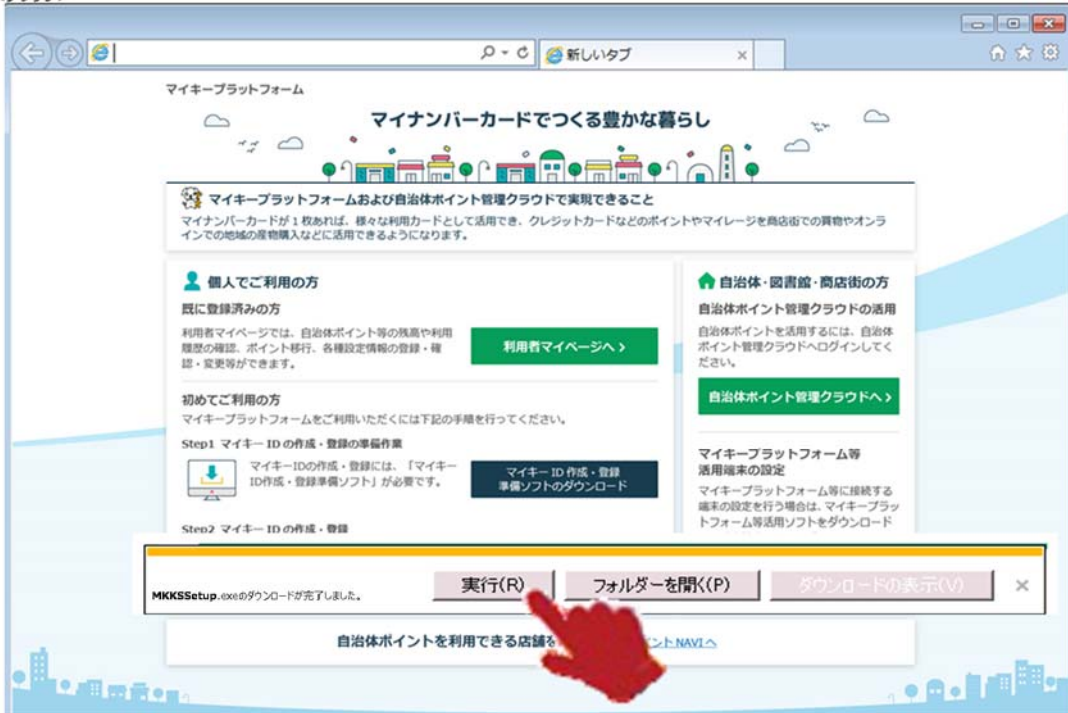 新しいタブ
マイキープラットフォーム
マイナンバーカードでつくる豊かな暮らし
マイキープラットフォームおよび自治体ポイント管理クラウドで実現できること
マイナンバーカードが1枚あれば、様々な利用カードとして活用でき、クレジットカードなどのポイントやマイレージを商店街での買物やオンラ
インでの地域の産物購入などに活用できるようになります。
個人でご利用の方
既に登録済みの方
利用者マイページでは、自治体ポイント等の残高や利用
履歴の確認、ポイント移行、各種設定情報の登録・確
認・変更等ができます。
利用者マイページへ >
初めてご利用の方
マイキープラットフォームをご利用いただくには下記の手順を行ってください。
Step1 マイキー ID の作成・登録の準備作業
マイキーIDの作成・登録には、「マイキー
ID作成・登録準備ソフト」が必要です。
マイキー ID 作成・登録
準備ソフトのダウンロード
Step2 マイキー ID の作成・登録
自治体・図書館・商店街の方
自治体ポイント管理クラウドの活用
自治体ポイントを活用するには、自治体
ポイント管理クラウドへログインしてく
ださい。
自治体ポイント管理クラウドへ >
マイキープラットフォーム等
活用端末の設定
マイキープラットフォーム等に接続する
端末の設定を行う場合は、マイキープラッ
トフォーム等活用ソフトをダウンロード
MKKSSetup.exeのダウンロードが完了しました。
実行(R)
フォルダーを開く(P)
ダウンロードの表示(V)
自治体ポイントを利用できる店舗を
ント NAVI へ